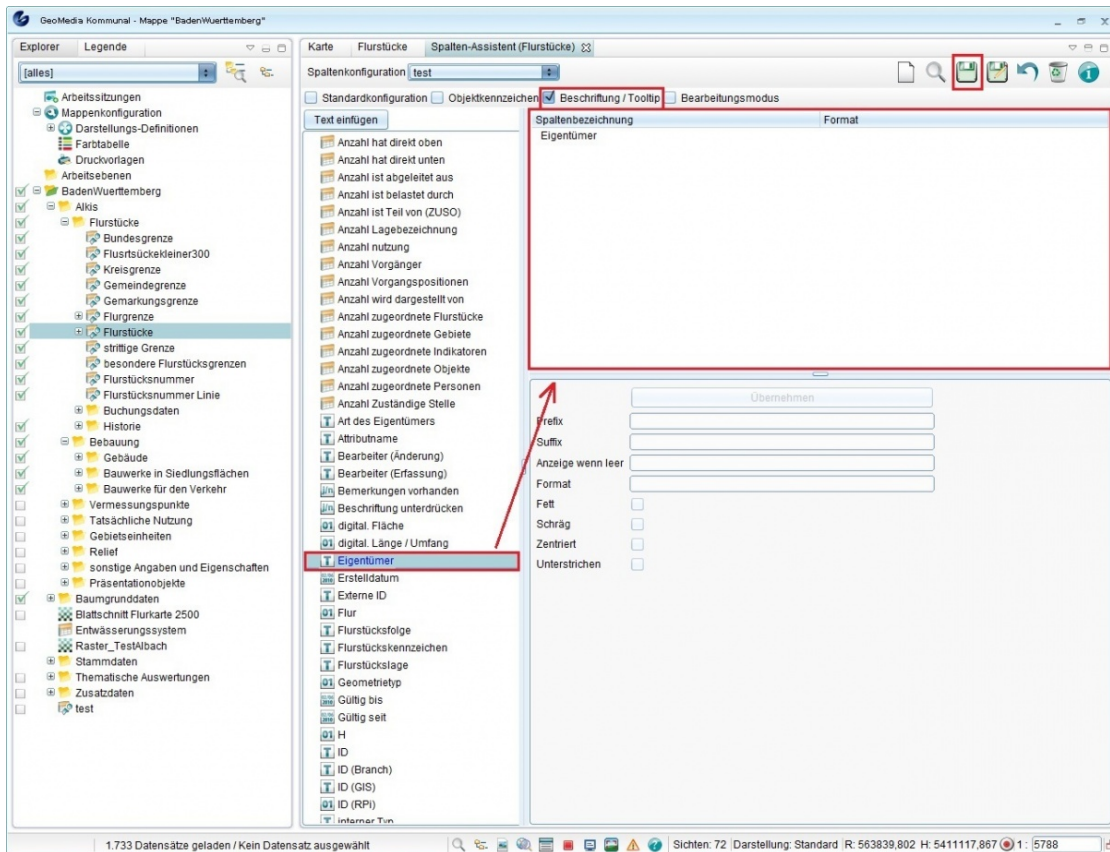 GeoMedia Kommunal - Mappe "BadenWuerttemberg"
Explorer Legende
[alles]
Arbeitssitzungen
Mappenkonfiguration
Darstellungs-Definitionen
Farbtabelle
Druckvorlagen
Arbeitsebenen
BadenWuerttemberg
Alkis
Flurstücke
Bundesgrenze
Flusrtsückekleiner300
Kreisgrenze
Gemeindegrenze
Gemarkungsgrenze
Flurgrenze
Flurstücke
strittige Grenze
besondere Flurstücksgrenzen
Flurstücksnummer
Flurstücksnummer Linie
Buchungsdaten
Historie
Bebauung
Gebäude
Bauwerke in Siedlungsflächen
Bauwerke für den Verkehr
Vermessungspunkte
Tatsächliche Nutzung
Gebietseinheiten
Relief
sonstige Angaben und Eigenschaften
Präsentationobjekte
Baumgrunddaten
Blattschnitt Flurkarte 2500
Entwässerungssystem
Raster_TestAlbach
Stammdaten
Thematische Auswertungen
Zusatzdaten
test
Karte Flurstücke Spalten-Assistent (Flurstücke)
Spaltenkonfiguration test
Standardkonfiguration Objektkennzeichen Beschriftung / Tooltip Bearbeitungsmodus
Text einfügen
Anzahl hat direkt oben
Anzahl hat direkt unten
Anzahl ist abgeleitet aus
Anzahl ist belastet durch
Anzahl ist Teil von (ZUSO)
Anzahl Lagebezeichnung
Anzahl nutzung
Anzahl Vorgänger
Anzahl Vorgangspositionen
Anzahl wird dargestellt von
Anzahl zugeordnete Flurstücke
Anzahl zugeordnete Gebiete
Anzahl zugeordnete Indikatoren
Anzahl zugeordnete Objekte
Anzahl zugeordnete Personen
Anzahl Zuständige Stelle
Art des Eigentümers
Attributname
Bearbeiter (Änderung)
Bearbeiter (Erfassung)
Bemerkungen vorhanden
Beschriftung unterdrücken
digital. Fläche
digital. Länge / Umfang
Eigentümer
Erstelldatum
Externe ID
Flur
Flurstücksfolge
Flurstückskennzeichen
Flurstückslage
Geometrietyp
Gültig bis
Gültig seit
H
ID
ID (Branch)
ID (GIS)
ID (RPi)
interner Typ
Spaltenbezeichnung Format
Eigentümer
Übernehmen
Prefix
Suffix
Anzeige wenn leer
Format
Fett
Schräg
Zentriert
Unterstrichen
1.733 Datensätze geladen / Kein Datensatz ausgewählt
Sichten: 72 Darstellung: Standard R: 563839,802 H: 5411117,867 1 : 5788